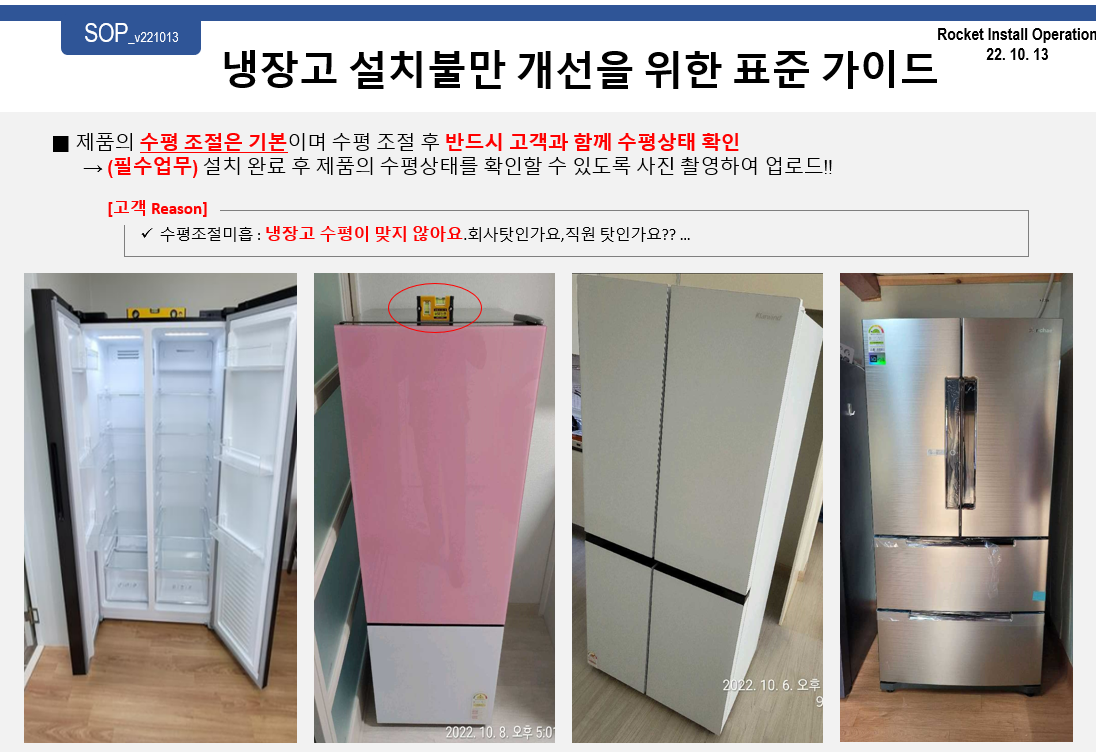 SOP_v221013
Rocket Install Operation
22. 10. 13
냉장고 설치불만 개선을 위한 표준 가이드
■ 제품의 수평 조절은 기본이며 수평 조절 후 반드시 고객과 함께 수평상태 확인
→ (필수업무) 설치 완료 후 제품의 수평상태를 확인할 수 있도록 사진 촬영하여 업로드!!
[고객 Reason]
✓ 수평조절미흡 : 냉장고 수평이 맞지 않아요.회사탓인가요,직원 탓인가요?? ...
2022. 10. 8. 오후 5:01
2022. 10. 6. 오후
9